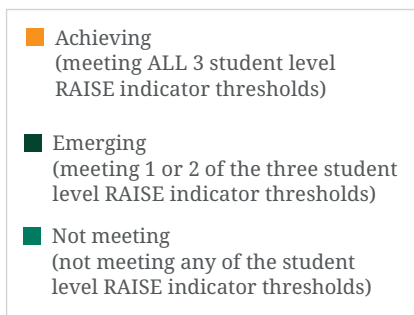 Achieving
(meeting ALL 3 student level
RAISE indicator thresholds)
Emerging
(meeting 1 or 2 of the three student
level RAISE indicator thresholds)
Not meeting
(not meeting any of the student
level RAISE indicator thresholds)